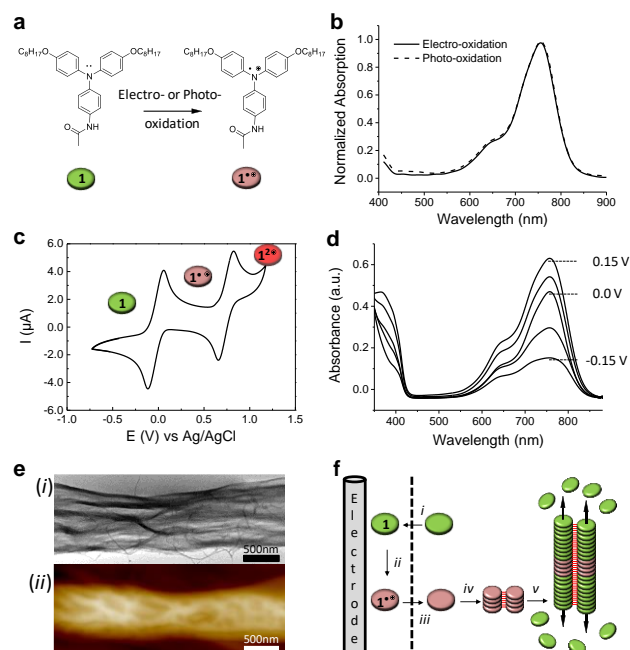 a
C₈H₁₇O OC₈H₁₇
N
NH
O
1
Electro- or Photo-
oxidation
C₈H₁₇O OC₈H₁₇
N
NH
O
1•⊕
b
Normalized Absorption
1.0
0.8
0.6
0.4
0.2
0.0
Electro-oxidation
Photo-oxidation
400 500 600 700 800 900
Wavelength (nm)
c
I (µA)
6.0
4.0
2.0
0.0
-2.0
-4.0
-6.0
1
1•⊕
1²⊕
-1.0 -0.5 0.0 0.5 1.0 1.5
E (V) vs Ag/AgCl
d
Absorbance (a.u.)
0.6
0.4
0.2
0.0
0.15 V
0.0 V
-0.15 V
400 500 600 700 800
Wavelength (nm)
e
(i)
500nm
(ii)
500nm
f
Electrode
1
i
ii
1•⊕
iii
iv
v